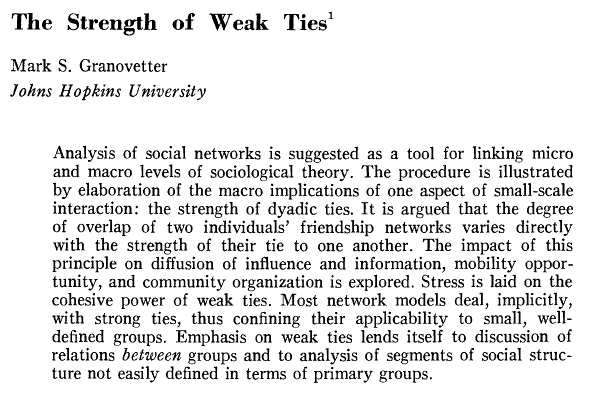 The Strength of Weak Ties¹
Mark S. Granovetter
Johns Hopkins University
Analysis of social networks is suggested as a tool for linking micro
and macro levels of sociological theory. The procedure is illustrated
by elaboration of the macro implications of one aspect of small-scale
interaction: the strength of dyadic ties. It is argued that the degree
of overlap of two individuals' friendship networks varies directly
with the strength of their tie to one another. The impact of this
principle on diffusion of influence and information, mobility oppor-
tunity, and community organization is explored. Stress is laid on the
cohesive power of weak ties. Most network models deal, implicitly,
with strong ties, thus confining their applicability to small, well-
defined groups. Emphasis on weak ties lends itself to discussion of
relations between groups and to analysis of segments of social struc-
ture not easily defined in terms of primary groups.